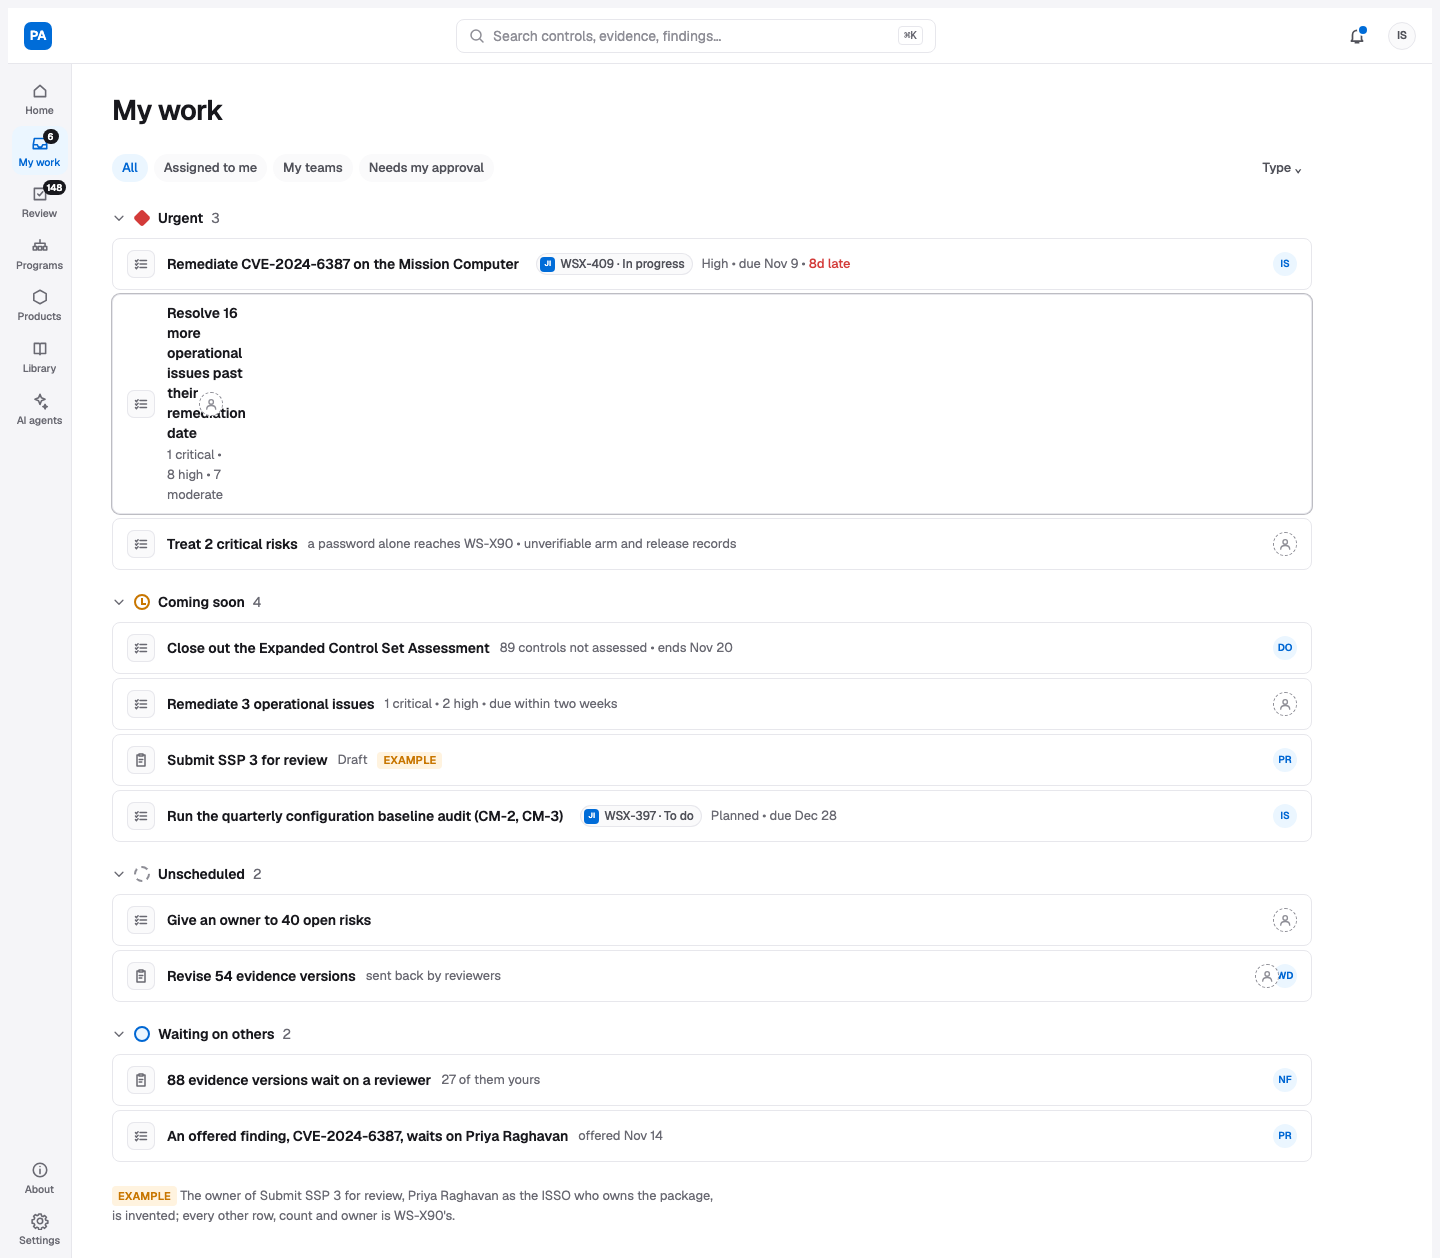 PA
Search controls, evidence, findings...
⌘K
IS
Home
6
My work
148
Review
Programs
Products
Library
AI agents
About
Settings
My work
All
Assigned to me
My teams
Needs my approval
Type
Urgent 3
Remediate CVE-2024-6387 on the Mission Computer
JI WSX-409 · In progress
High • due Nov 9 • 8d late
IS
Resolve 16
more
operational
issues past
their
remediation
date
1 critical •
8 high • 7
moderate
Treat 2 critical risks a password alone reaches WS-X90 • unverifiable arm and release records
Coming soon 4
Close out the Expanded Control Set Assessment 89 controls not assessed • ends Nov 20
DO
Remediate 3 operational issues 1 critical • 2 high • due within two weeks
Submit SSP 3 for review Draft EXAMPLE
PR
Run the quarterly configuration baseline audit (CM-2, CM-3)
JI WSX-397 · To do
Planned • due Dec 28
IS
Unscheduled 2
Give an owner to 40 open risks
Revise 54 evidence versions sent back by reviewers
WD
Waiting on others 2
88 evidence versions wait on a reviewer 27 of them yours
NF
An offered finding, CVE-2024-6387, waits on Priya Raghavan offered Nov 14
PR
EXAMPLE The owner of Submit SSP 3 for review, Priya Raghavan as the ISSO who owns the package,
is invented; every other row, count and owner is WS-X90's.